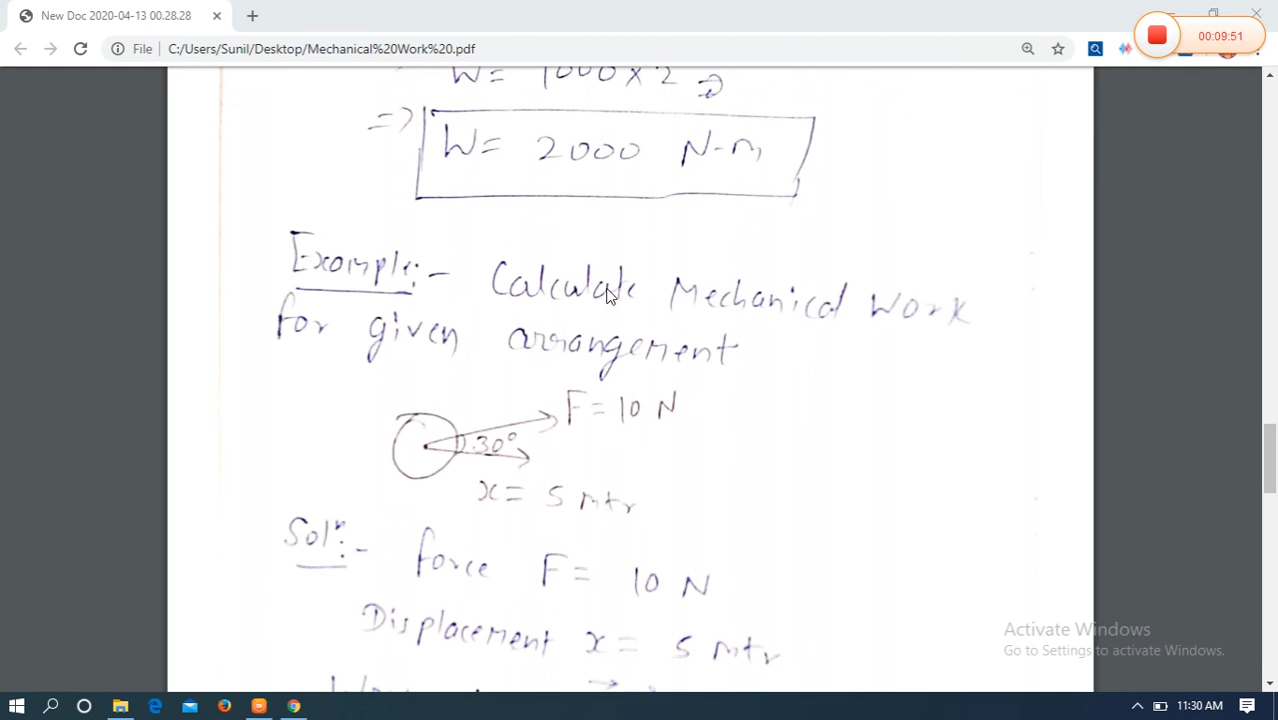 New Doc 2020-04-13 00.28.28
00:09:51
File C:/Users/Sunil/Desktop/Mechanical%20Work%20.pdf
W= 1000 x 2
=> W= 2000 N-m
Example:- Calculate Mechanical Work
for given arrangement
F = 10 N
30°
x = 5 mtr
Solⁿ:- force F = 10 N
Displacement x = 5 mtr
Activate Windows
Go to Settings to activate Windows.
11:30 AM